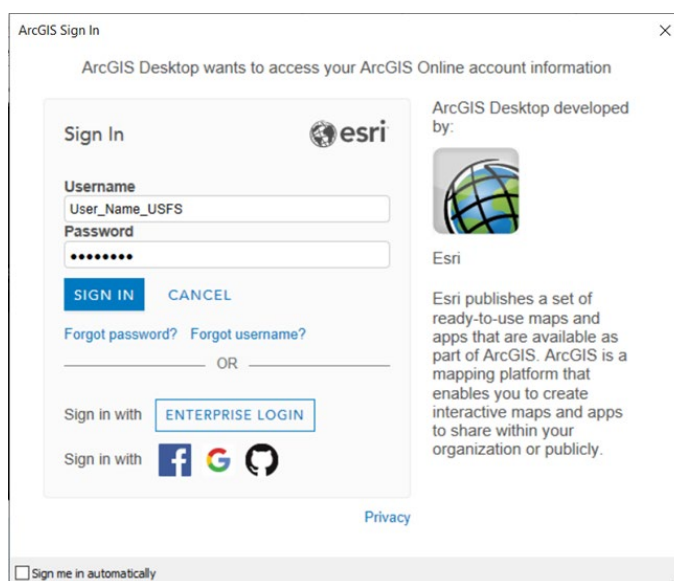 ArcGIS Sign In
ArcGIS Desktop wants to access your ArcGIS Online account information
Sign In
esri
Username
User_Name_USFS
Password
••••••••
SIGN IN CANCEL
Forgot password? Forgot username?
OR
Sign in with ENTERPRISE LOGIN
Sign in with
Privacy
ArcGIS Desktop developed
by:
Esri
Esri publishes a set of
ready-to-use maps and
apps that are available as
part of ArcGIS. ArcGIS is a
mapping platform that
enables you to create
interactive maps and apps
to share within your
organization or publicly.
Sign me in automatically